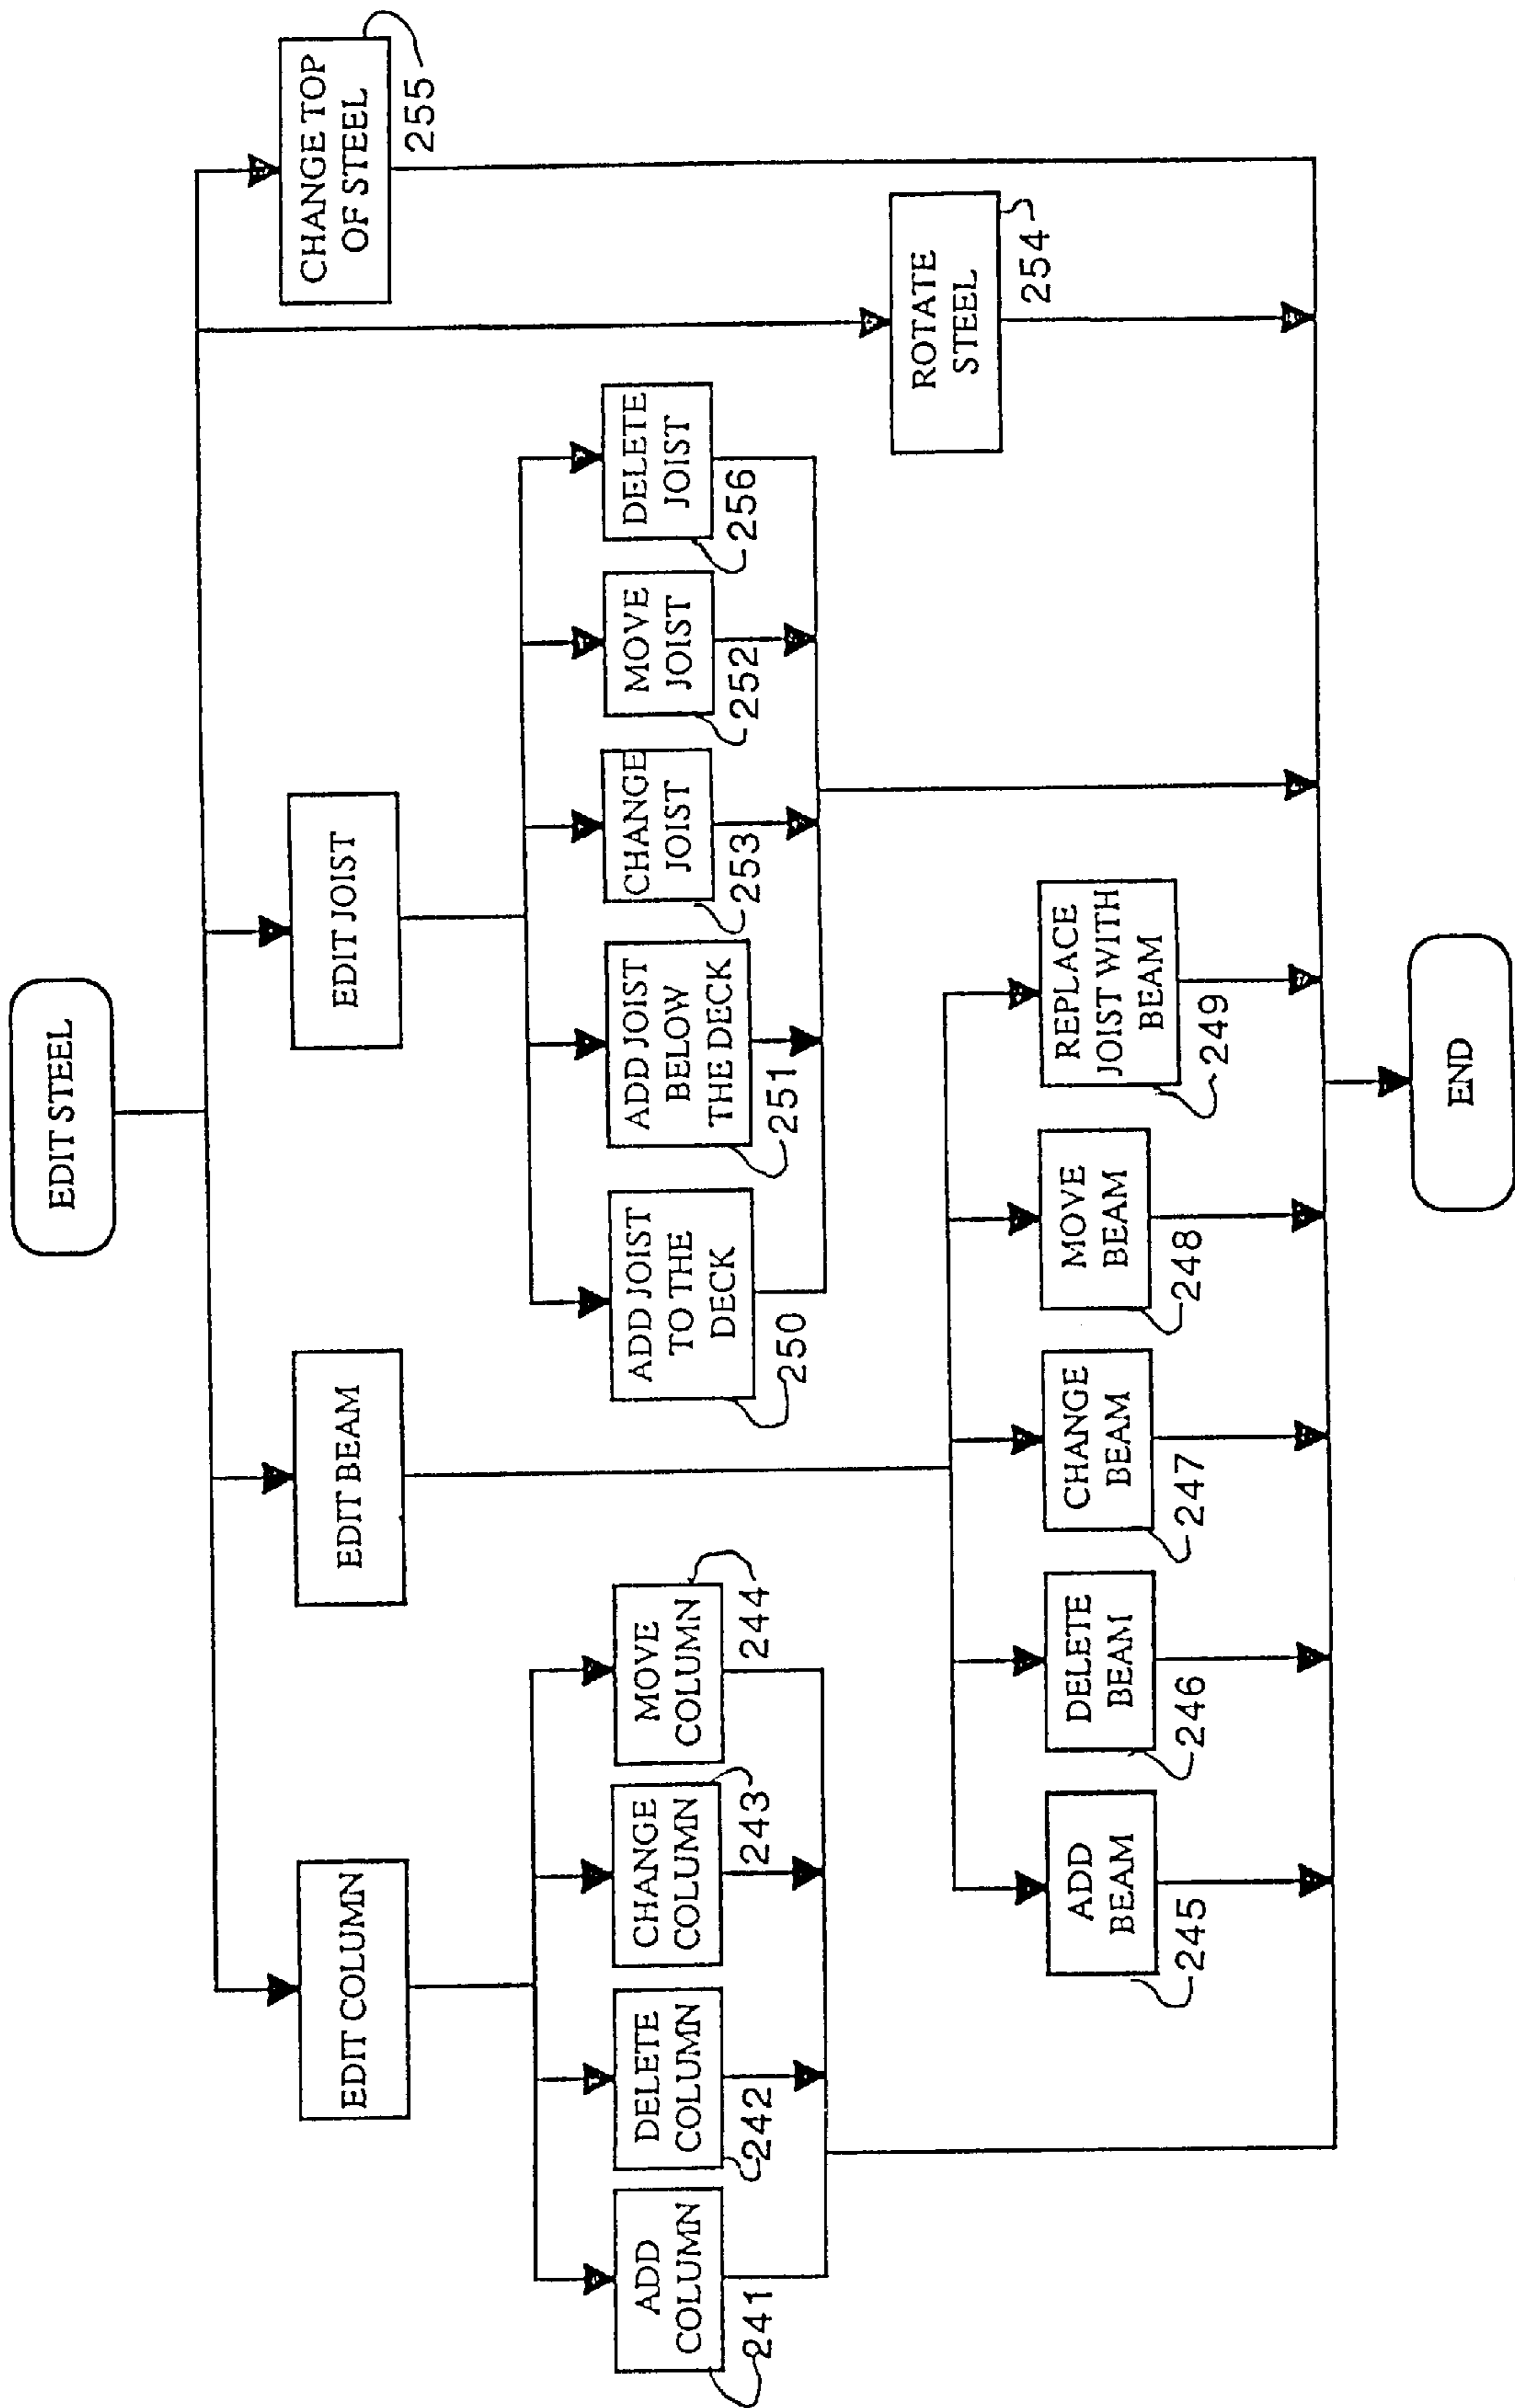 EDIT STEEL
EDIT COLUMN
EDIT BEAM
EDIT JOIST
CHANGE TOP
OF STEEL
255
ADD
COLUMN
241
DELETE
COLUMN
242
CHANGE
COLUMN
243
MOVE
COLUMN
244
ADD JOIST
TO THE
DECK
250
ADD JOIST
BELOW
THE DECK
251
CHANGE
JOIST
253
MOVE
JOIST
252
DELETE
JOIST
256
ROTATE
STEEL
254
ADD
BEAM
245
DELETE
BEAM
246
CHANGE
BEAM
247
MOVE
BEAM
248
REPLACE
JOIST WITH
BEAM
249
END